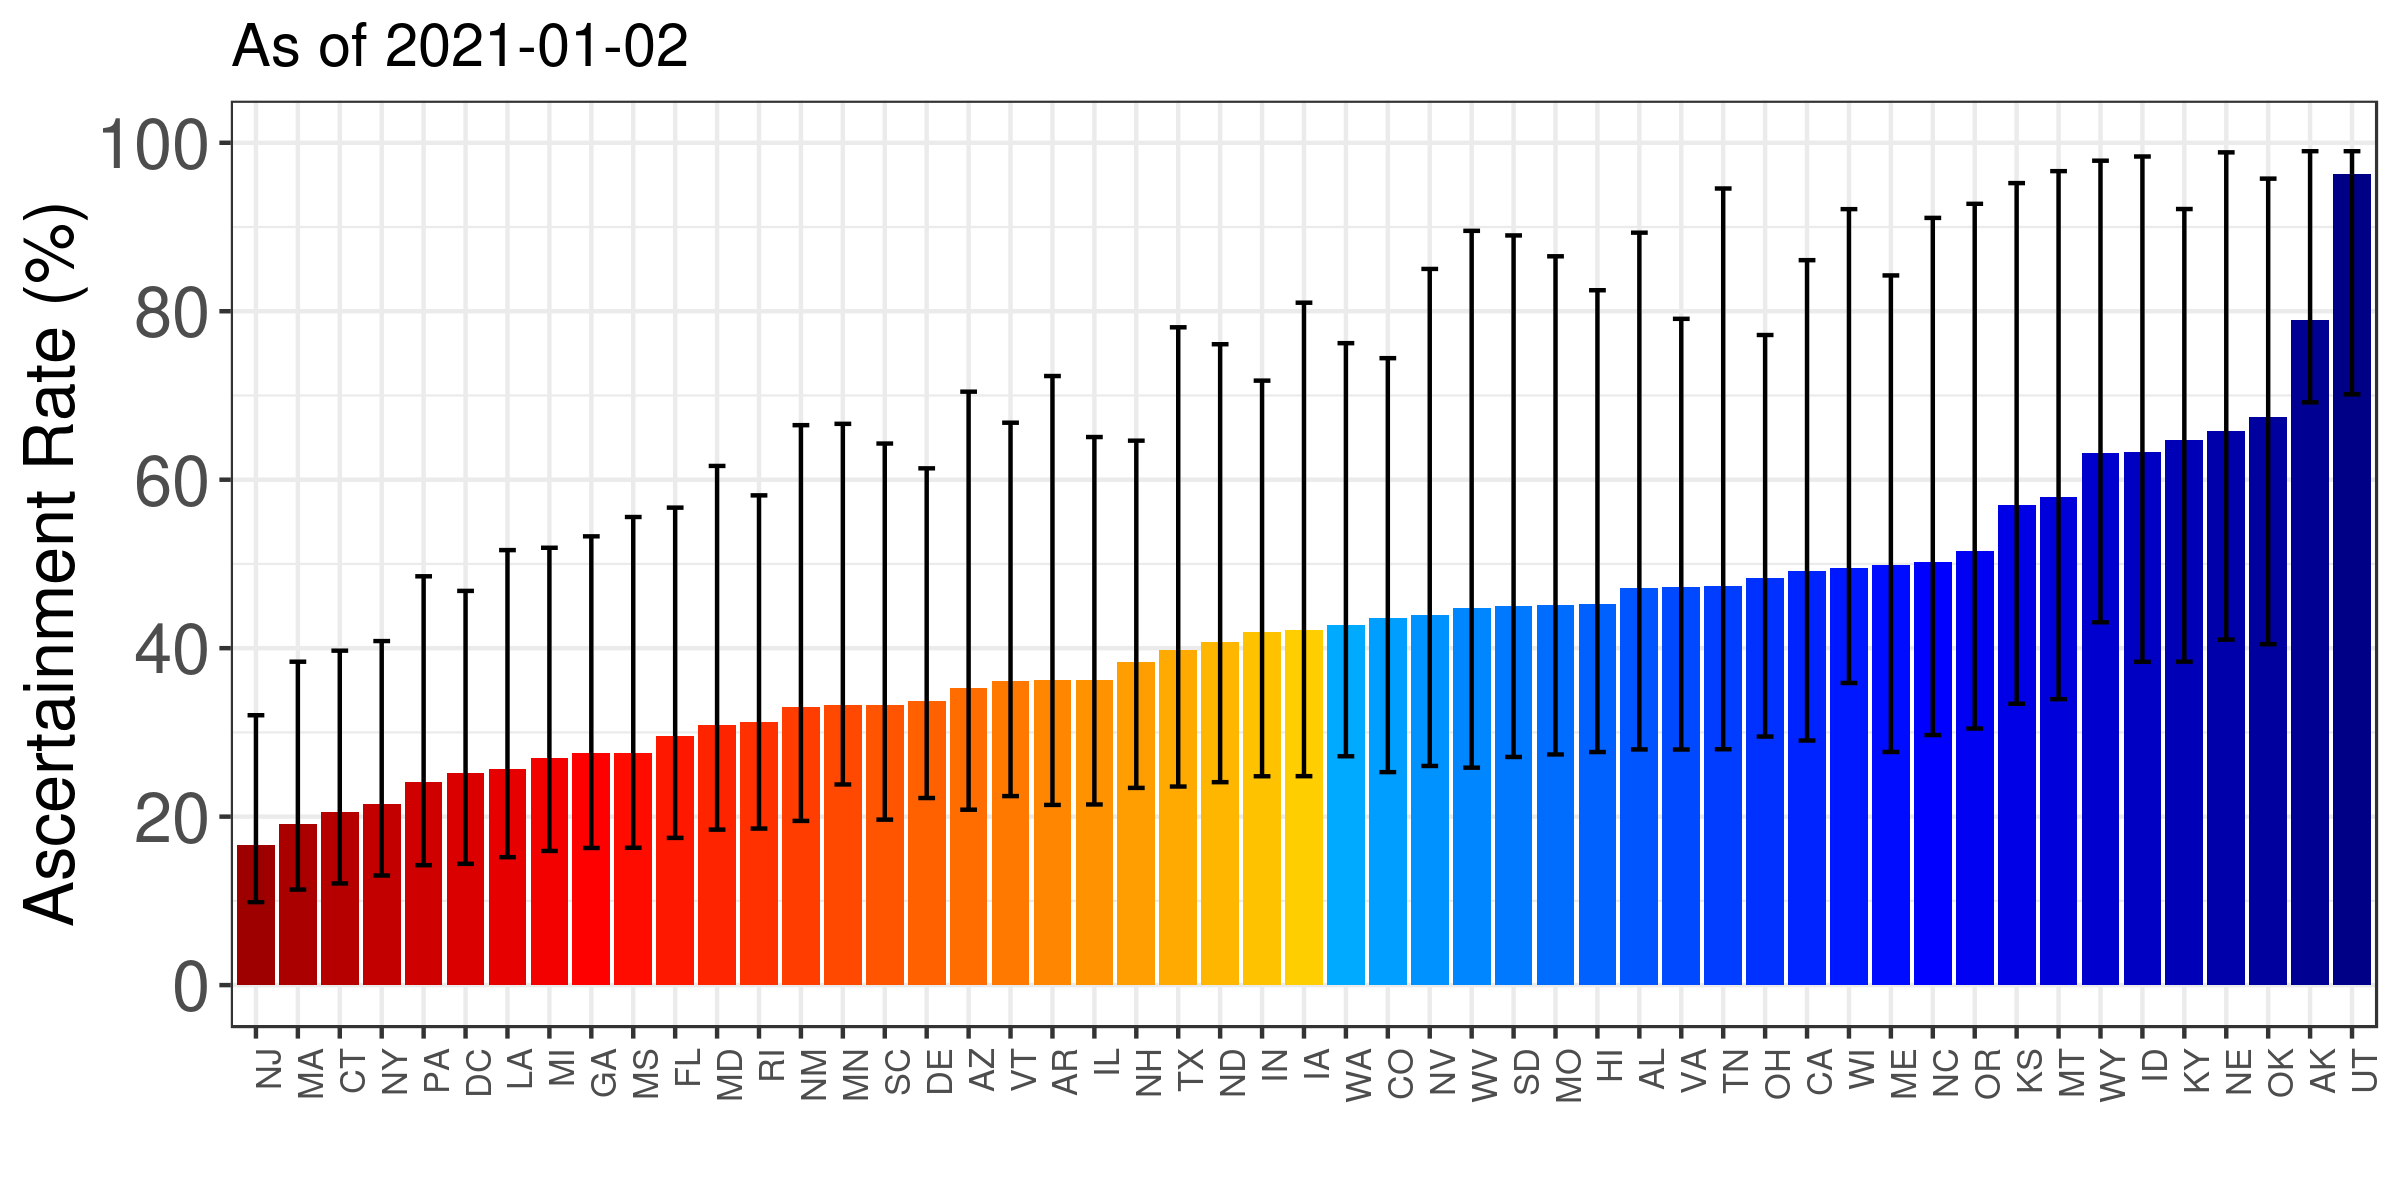 As of 2021-01-02
Ascertainment Rate (%)
100
80
60
40
20
0
NJ MA CT NY PA DC LA MI GA MS FL MD RI NM MN SC DE AZ VT AR IL NH TX ND IN IA WA CO NV WV SD MO HI AL VA TN OH CA WI ME NC OR KS MT WY ID KY NE OK AK UT